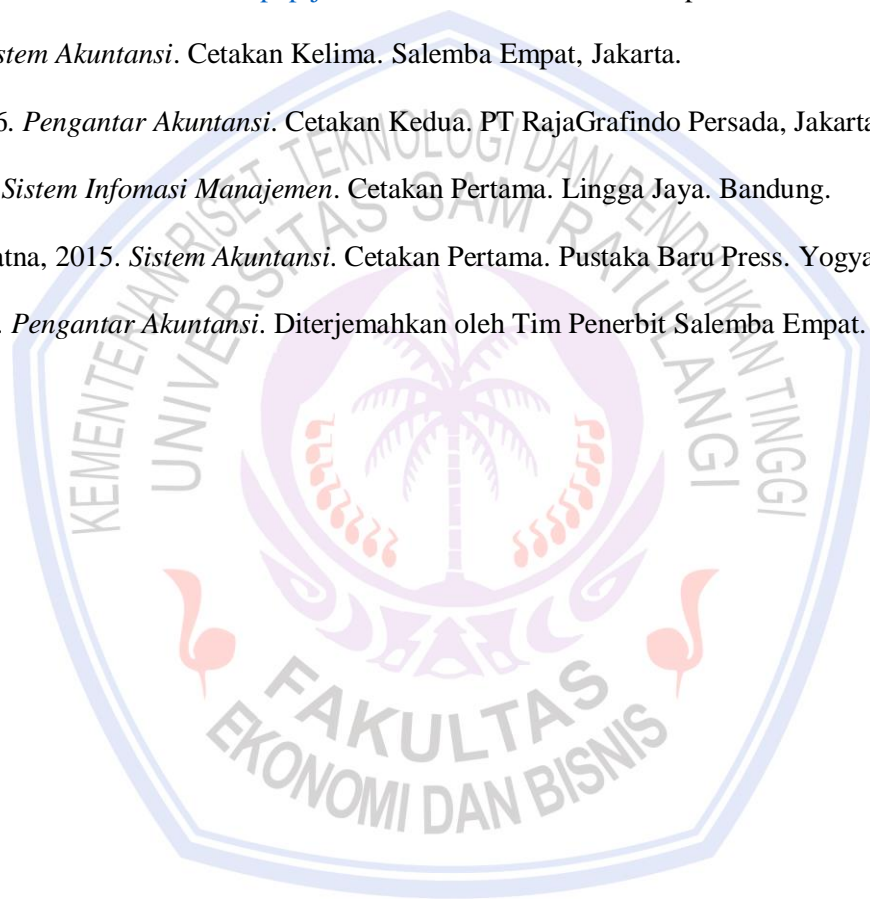 stem Akuntansi. Cetakan Kelima. Salemba Empat, Jakarta.
6. Pengantar Akuntansi. Cetakan Kedua. PT RajaGrafindo Persada, Jakarta
Sistem Infomasi Manajemen. Cetakan Pertama. Lingga Jaya. Bandung.
atna, 2015. Sistem Akuntansi. Cetakan Pertama. Pustaka Baru Press. Yogya
. Pengantar Akuntansi. Diterjemahkan oleh Tim Penerbit Salemba Empat.
KEMENTERIAN RISET TEKNOLOGI DAN PENDIDIKAN TINGGI
UNIVERSITAS SAM RATULANGI
FAKULTAS
EKONOMI DAN BISNIS